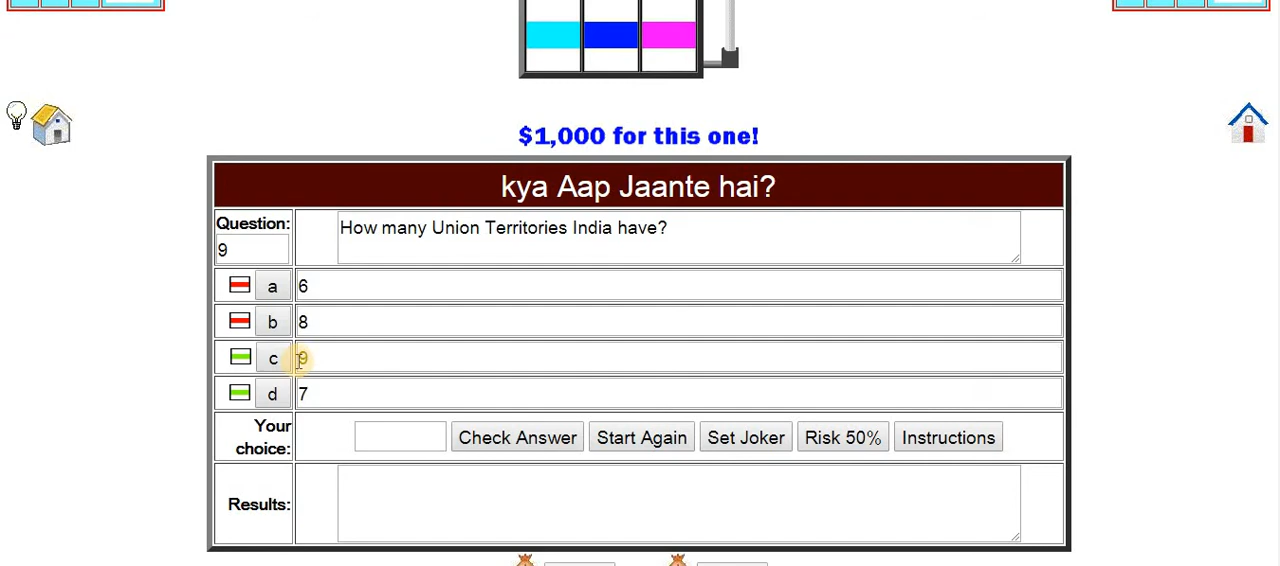 $1,000 for this one!
kya Aap Jaante hai?
Question:
9
How many Union Territories India have?
a 6
b 8
c 9
d 7
Your choice:
Check Answer Start Again Set Joker Risk 50% Instructions
Results: